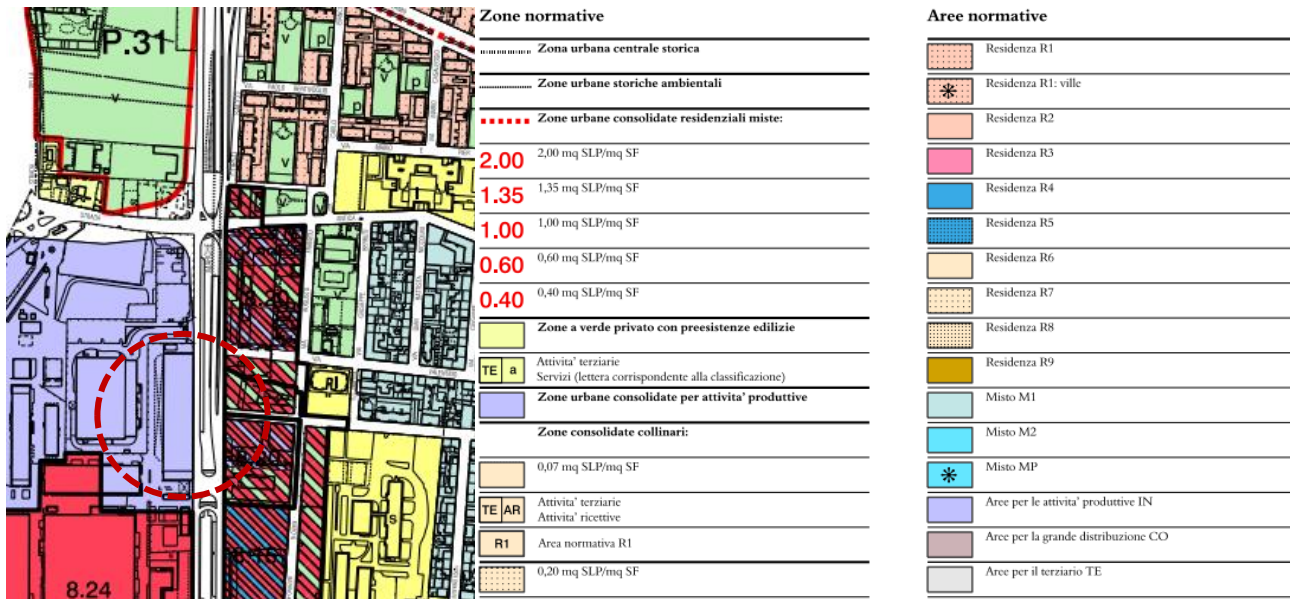 P.31
V
V
p
p
V
p
p
V
V
RI
S
8.24
Zone normative
Zona urbana centrale storica
Zone urbane storiche ambientali
Zone urbane consolidate residenziali miste:
2.00 2,00 mq SLP/mq SF
1.35 1,35 mq SLP/mq SF
1.00 1,00 mq SLP/mq SF
0.60 0,60 mq SLP/mq SF
0.40 0,40 mq SLP/mq SF
Zone a verde privato con preesistenze edilizie
TE a Attivita' terziarie
Servizi (lettera corrispondente alla classificazione)
Zone urbane consolidate per attivita' produttive
Zone consolidate collinari:
0,07 mq SLP/mq SF
TE AR Attivita' terziarie
Attivita' ricettive
R1 Area normativa R1
0,20 mq SLP/mq SF
Aree normative
Residenza R1
Residenza R1: ville
Residenza R2
Residenza R3
Residenza R4
Residenza R5
Residenza R6
Residenza R7
Residenza R8
Residenza R9
Misto M1
Misto M2
Misto MP
Aree per le attivita' produttive IN
Aree per la grande distribuzione CO
Aree per il terziario TE